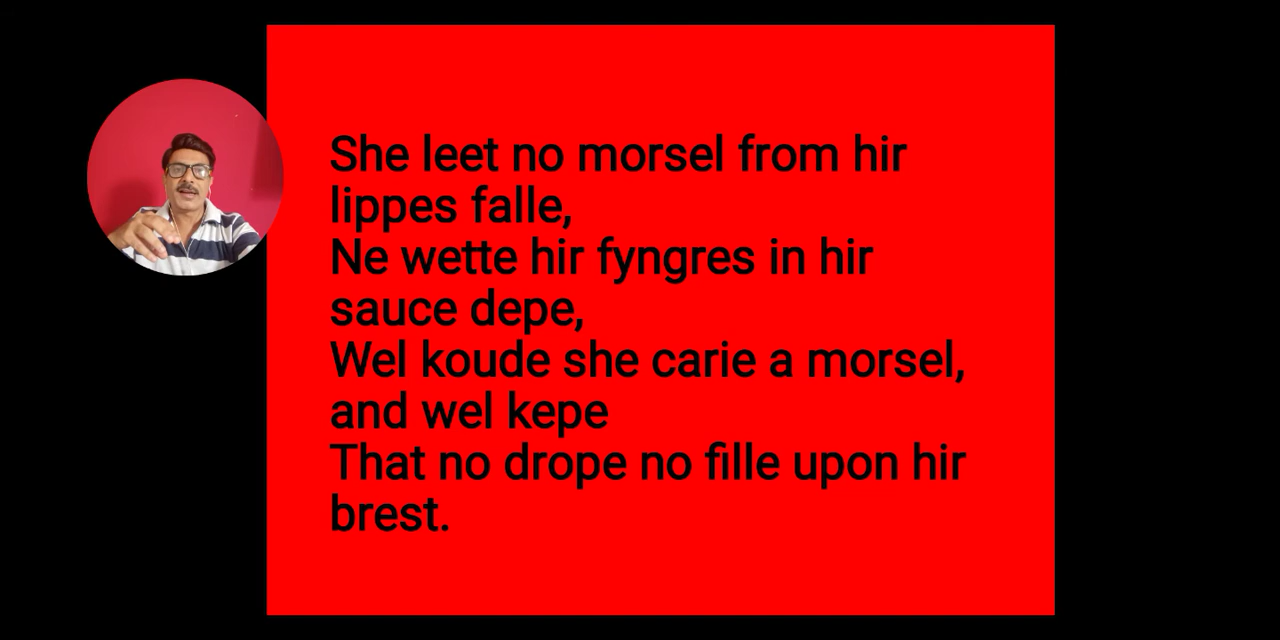 She leet no morsel from hir
lippes falle,
Ne wette hir fyngres in hir
sauce depe,
Wel koude she carie a morsel,
and wel kepe
That no drope no fille upon hir
brest.